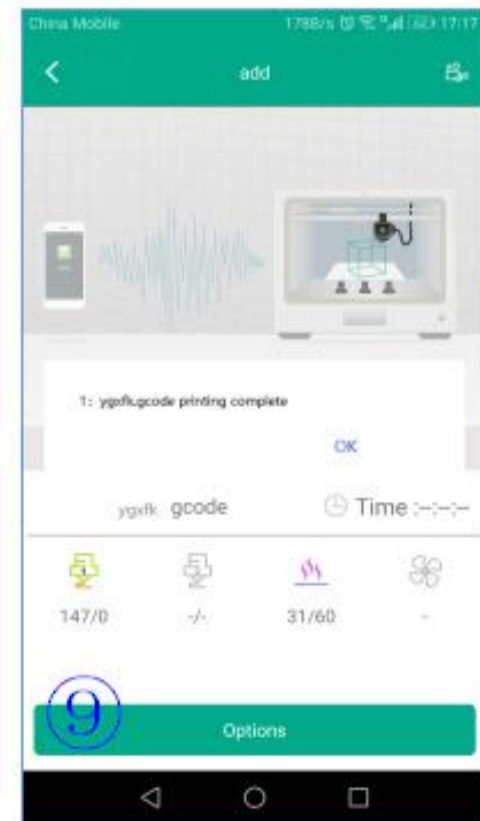 China Mobile 178B/s 17:17
add
1: ygxfk.gcode printing complete
OK
ygxfk. gcode Time :--:--:--
147/0 -/- 31/60 -
⑨
Options